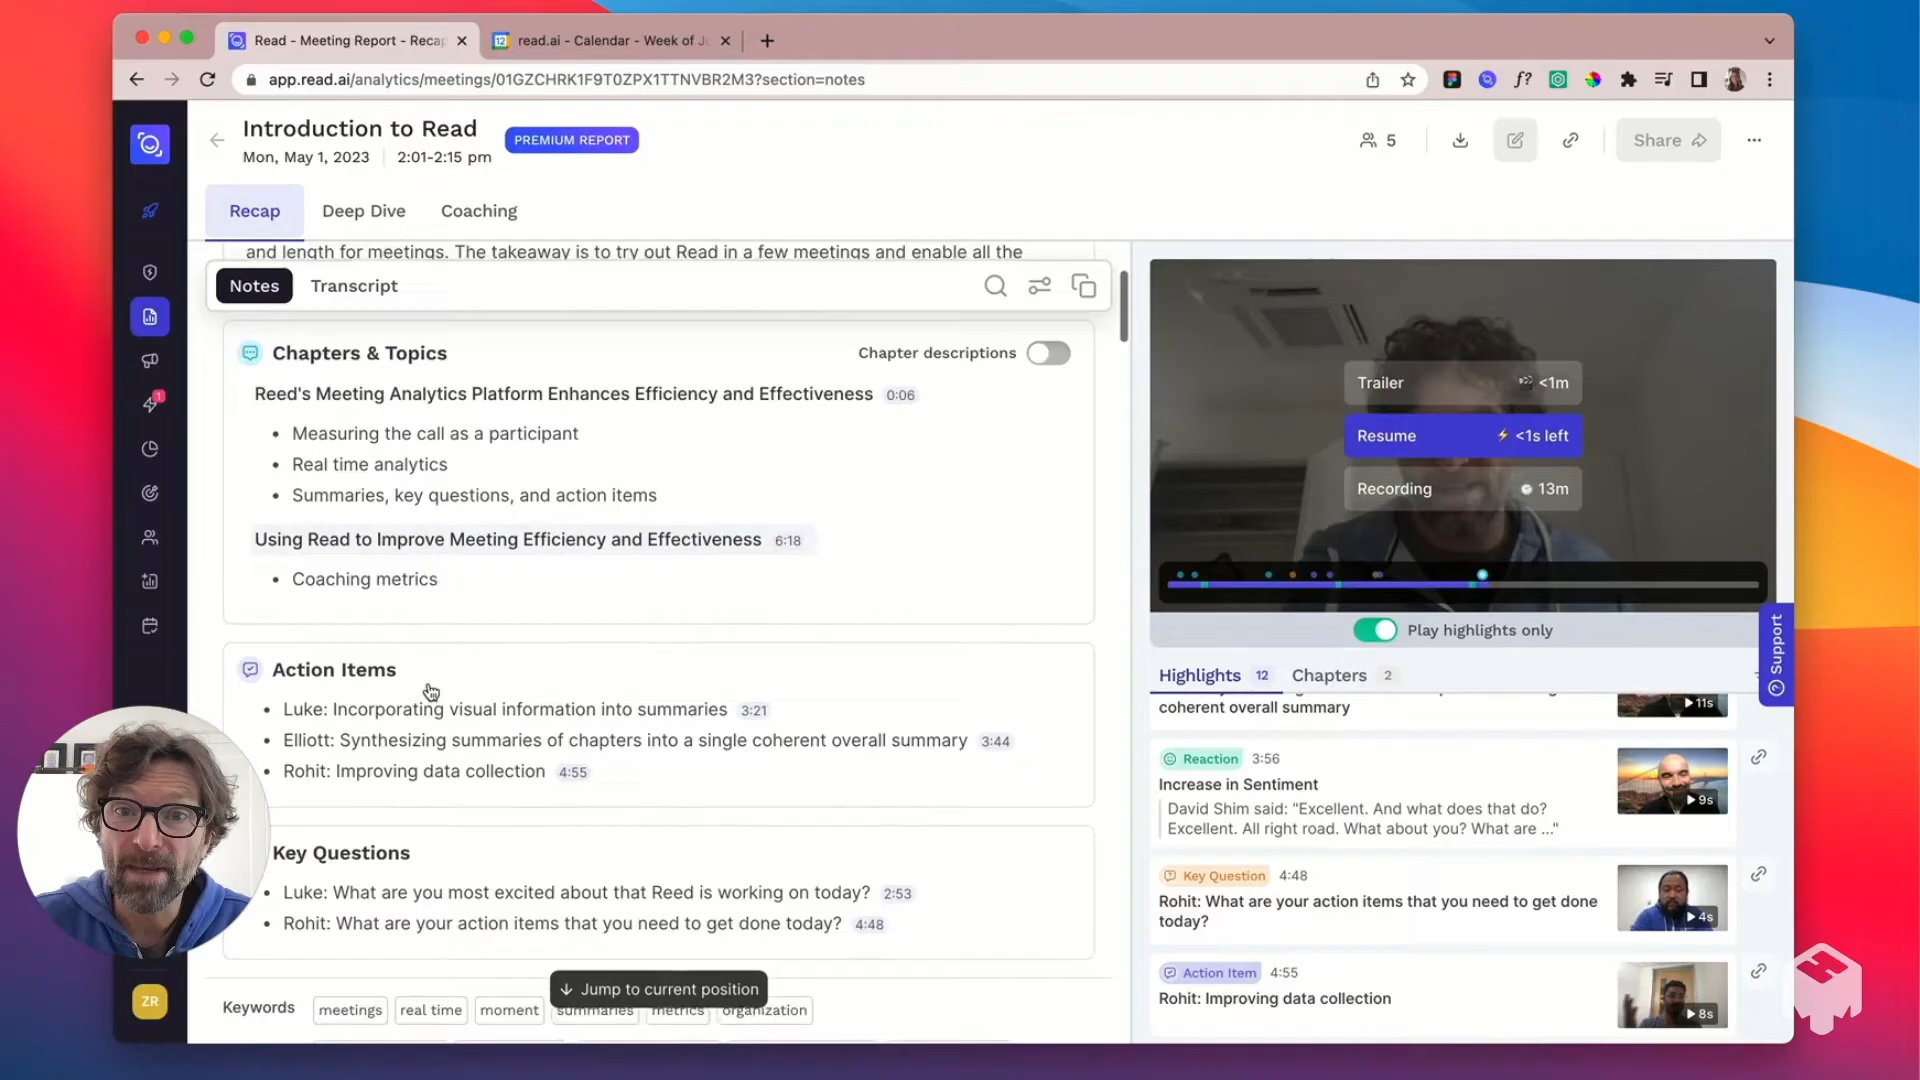 Read - Meeting Report - Recap
read.ai - Calendar - Week of Ju
app.read.ai/analytics/meetings/01GZCHRK1F9T0ZPX1TTNVBR2M3?section=notes
Introduction to Read
PREMIUM REPORT
Mon, May 1, 2023 2:01-2:15 pm
5
Share
Recap Deep Dive Coaching
and length for meetings. The takeaway is to try out Read in a few meetings and enable all the
Notes Transcript
Chapters & Topics
Chapter descriptions
Reed's Meeting Analytics Platform Enhances Efficiency and Effectiveness 0:06
• Measuring the call as a participant
• Real time analytics
• Summaries, key questions, and action items
Using Read to Improve Meeting Efficiency and Effectiveness 6:18
• Coaching metrics
Action Items
• Luke: Incorporating visual information into summaries 3:21
• Elliott: Synthesizing summaries of chapters into a single coherent overall summary 3:44
• Rohit: Improving data collection 4:55
Key Questions
• Luke: What are you most excited about that Reed is working on today? 2:53
• Rohit: What are your action items that you need to get done today? 4:48
Jump to current position
Keywords meetings real time moment summaries metrics organization
1
ZR
Trailer <1m
Resume <1s left
Recording 13m
Play highlights only
Support
Highlights 12 Chapters 2
coherent overall summary
11s
Reaction 3:56
Increase in Sentiment
David Shim said: "Excellent. And what does that do?
Excellent. All right road. What about you? What are ..."
9s
Key Question 4:48
Rohit: What are your action items that you need to get done
today?
4s
Action Item 4:55
Rohit: Improving data collection
8s